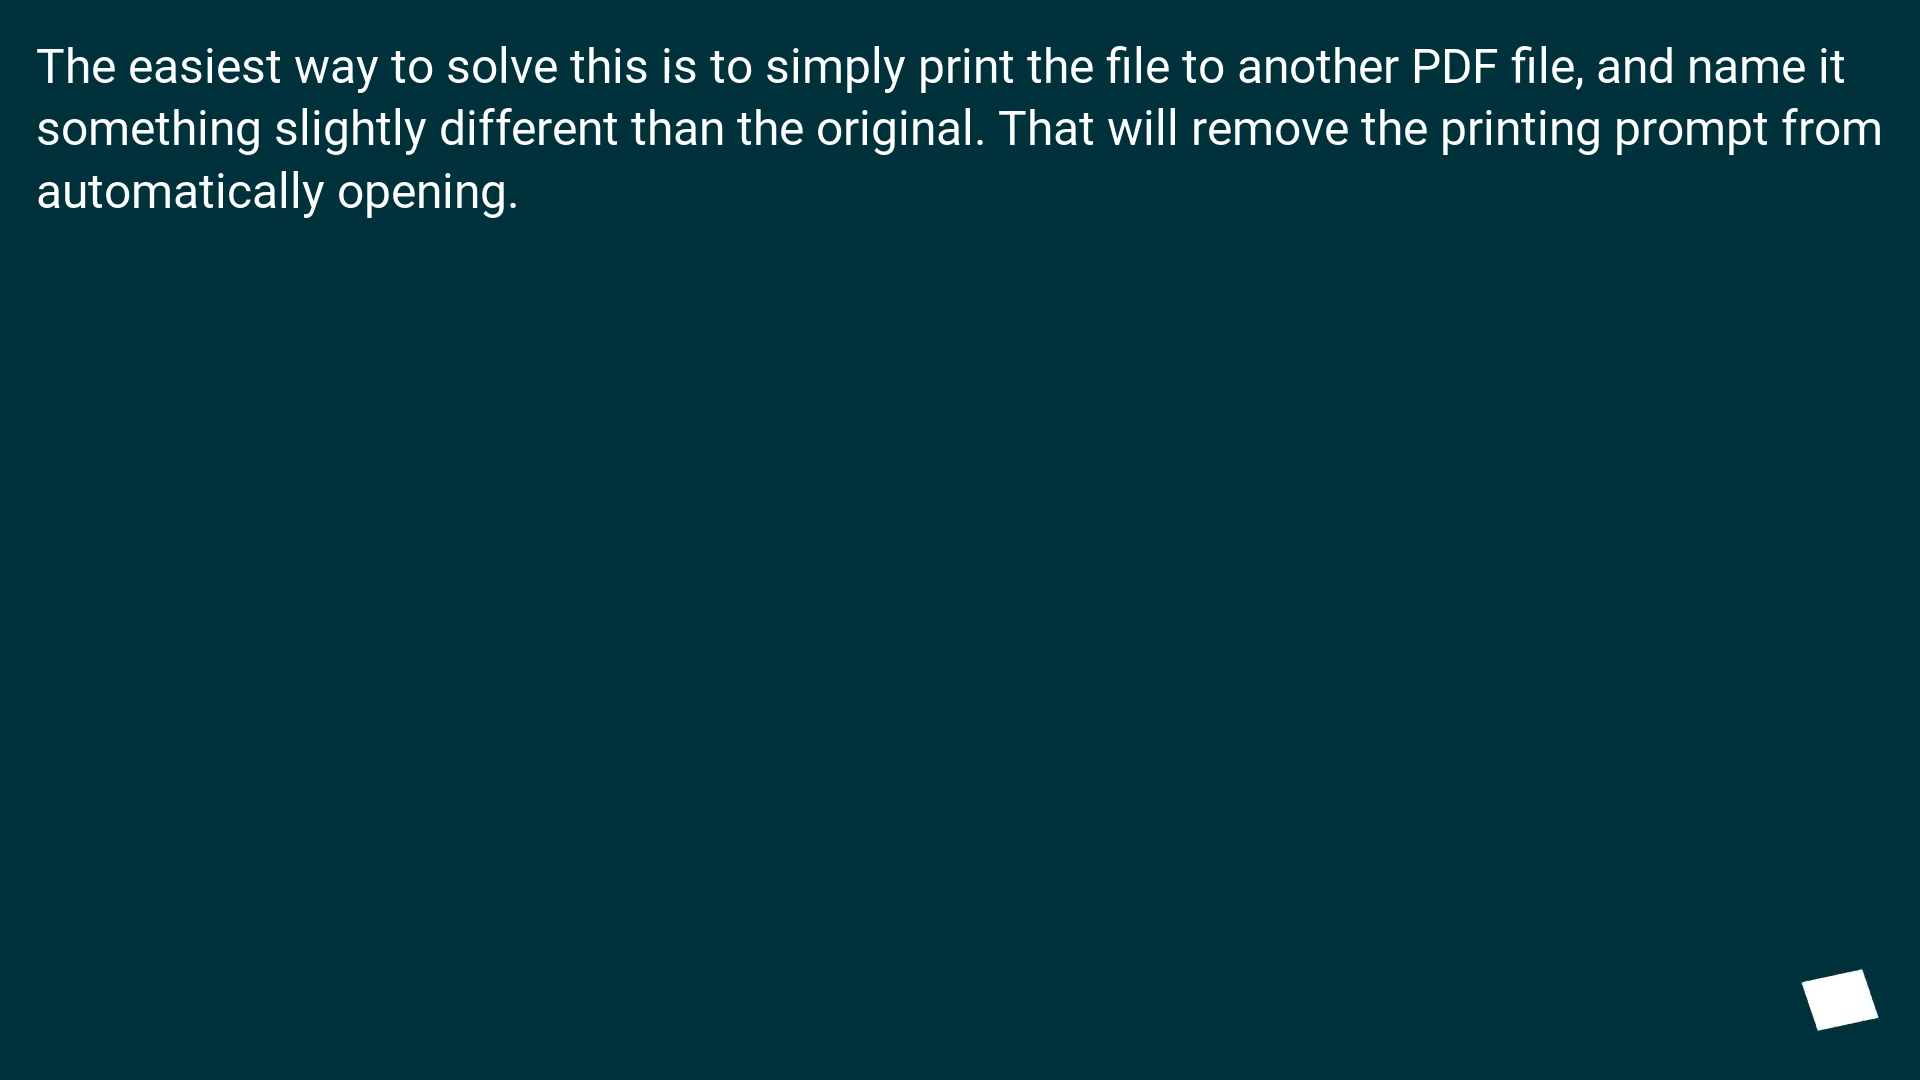 The easiest way to solve this is to simply print the file to another PDF file, and name it
something slightly different than the original. That will remove the printing prompt from
automatically opening.